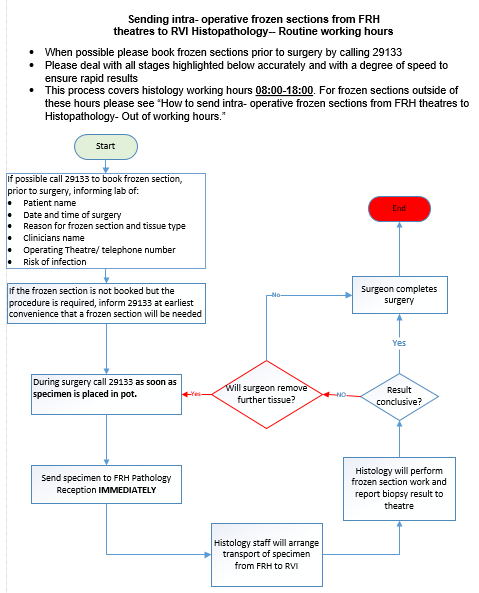 Sending intra- operative frozen sections from FRH
theatres to RVI Histopathology-- Routine working hours
• When possible please book frozen sections prior to surgery by calling 29133
• Please deal with all stages highlighted below accurately and with a degree of speed to
ensure rapid results
• This process covers histology working hours 08:00-18:00. For frozen sections outside of
these hours please see “How to send intra- operative frozen sections from FRH theatres to
Histopathology- Out of working hours.”
Start
If possible call 29133 to book frozen section,
prior to surgery, informing lab of:
• Patient name
• Date and time of surgery
• Reason for frozen section and tissue type
• Clinicians name
• Operating Theatre/ telephone number
• Risk of infection
If the frozen section is not booked but the
procedure is required, inform 29133 at earliest
convenience that a frozen section will be needed
During surgery call 29133 as soon as
specimen is placed in pot.
Send specimen to FRH Pathology
Reception IMMEDIATELY
Histology staff will arrange
transport of specimen
from FRH to RVI
Histology will perform
frozen section work and
report biopsy result to
theatre
Result
conclusive?
NO
Will surgeon remove
further tissue?
Yes
No
Yes
Surgeon completes
surgery
End